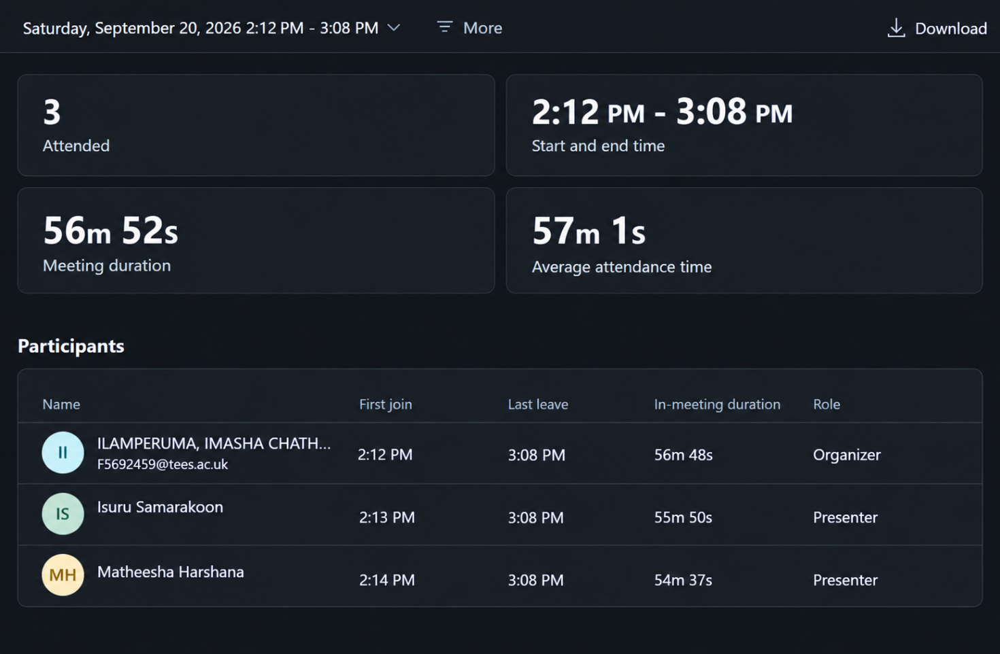 Saturday, September 20, 2026 2:12 PM - 3:08 PM
More
Download
3
Attended
2:12 PM - 3:08 PM
Start and end time
56m 52s
Meeting duration
57m 1s
Average attendance time
Participants
Name First join Last leave In-meeting duration Role
II
ILAMPERUMA, IMASHA CHATH...
F5692459@tees.ac.uk
2:12 PM 3:08 PM 56m 48s Organizer
IS
Isuru Samarakoon
2:13 PM 3:08 PM 55m 50s Presenter
MH
Matheesha Harshana
2:14 PM 3:08 PM 54m 37s Presenter